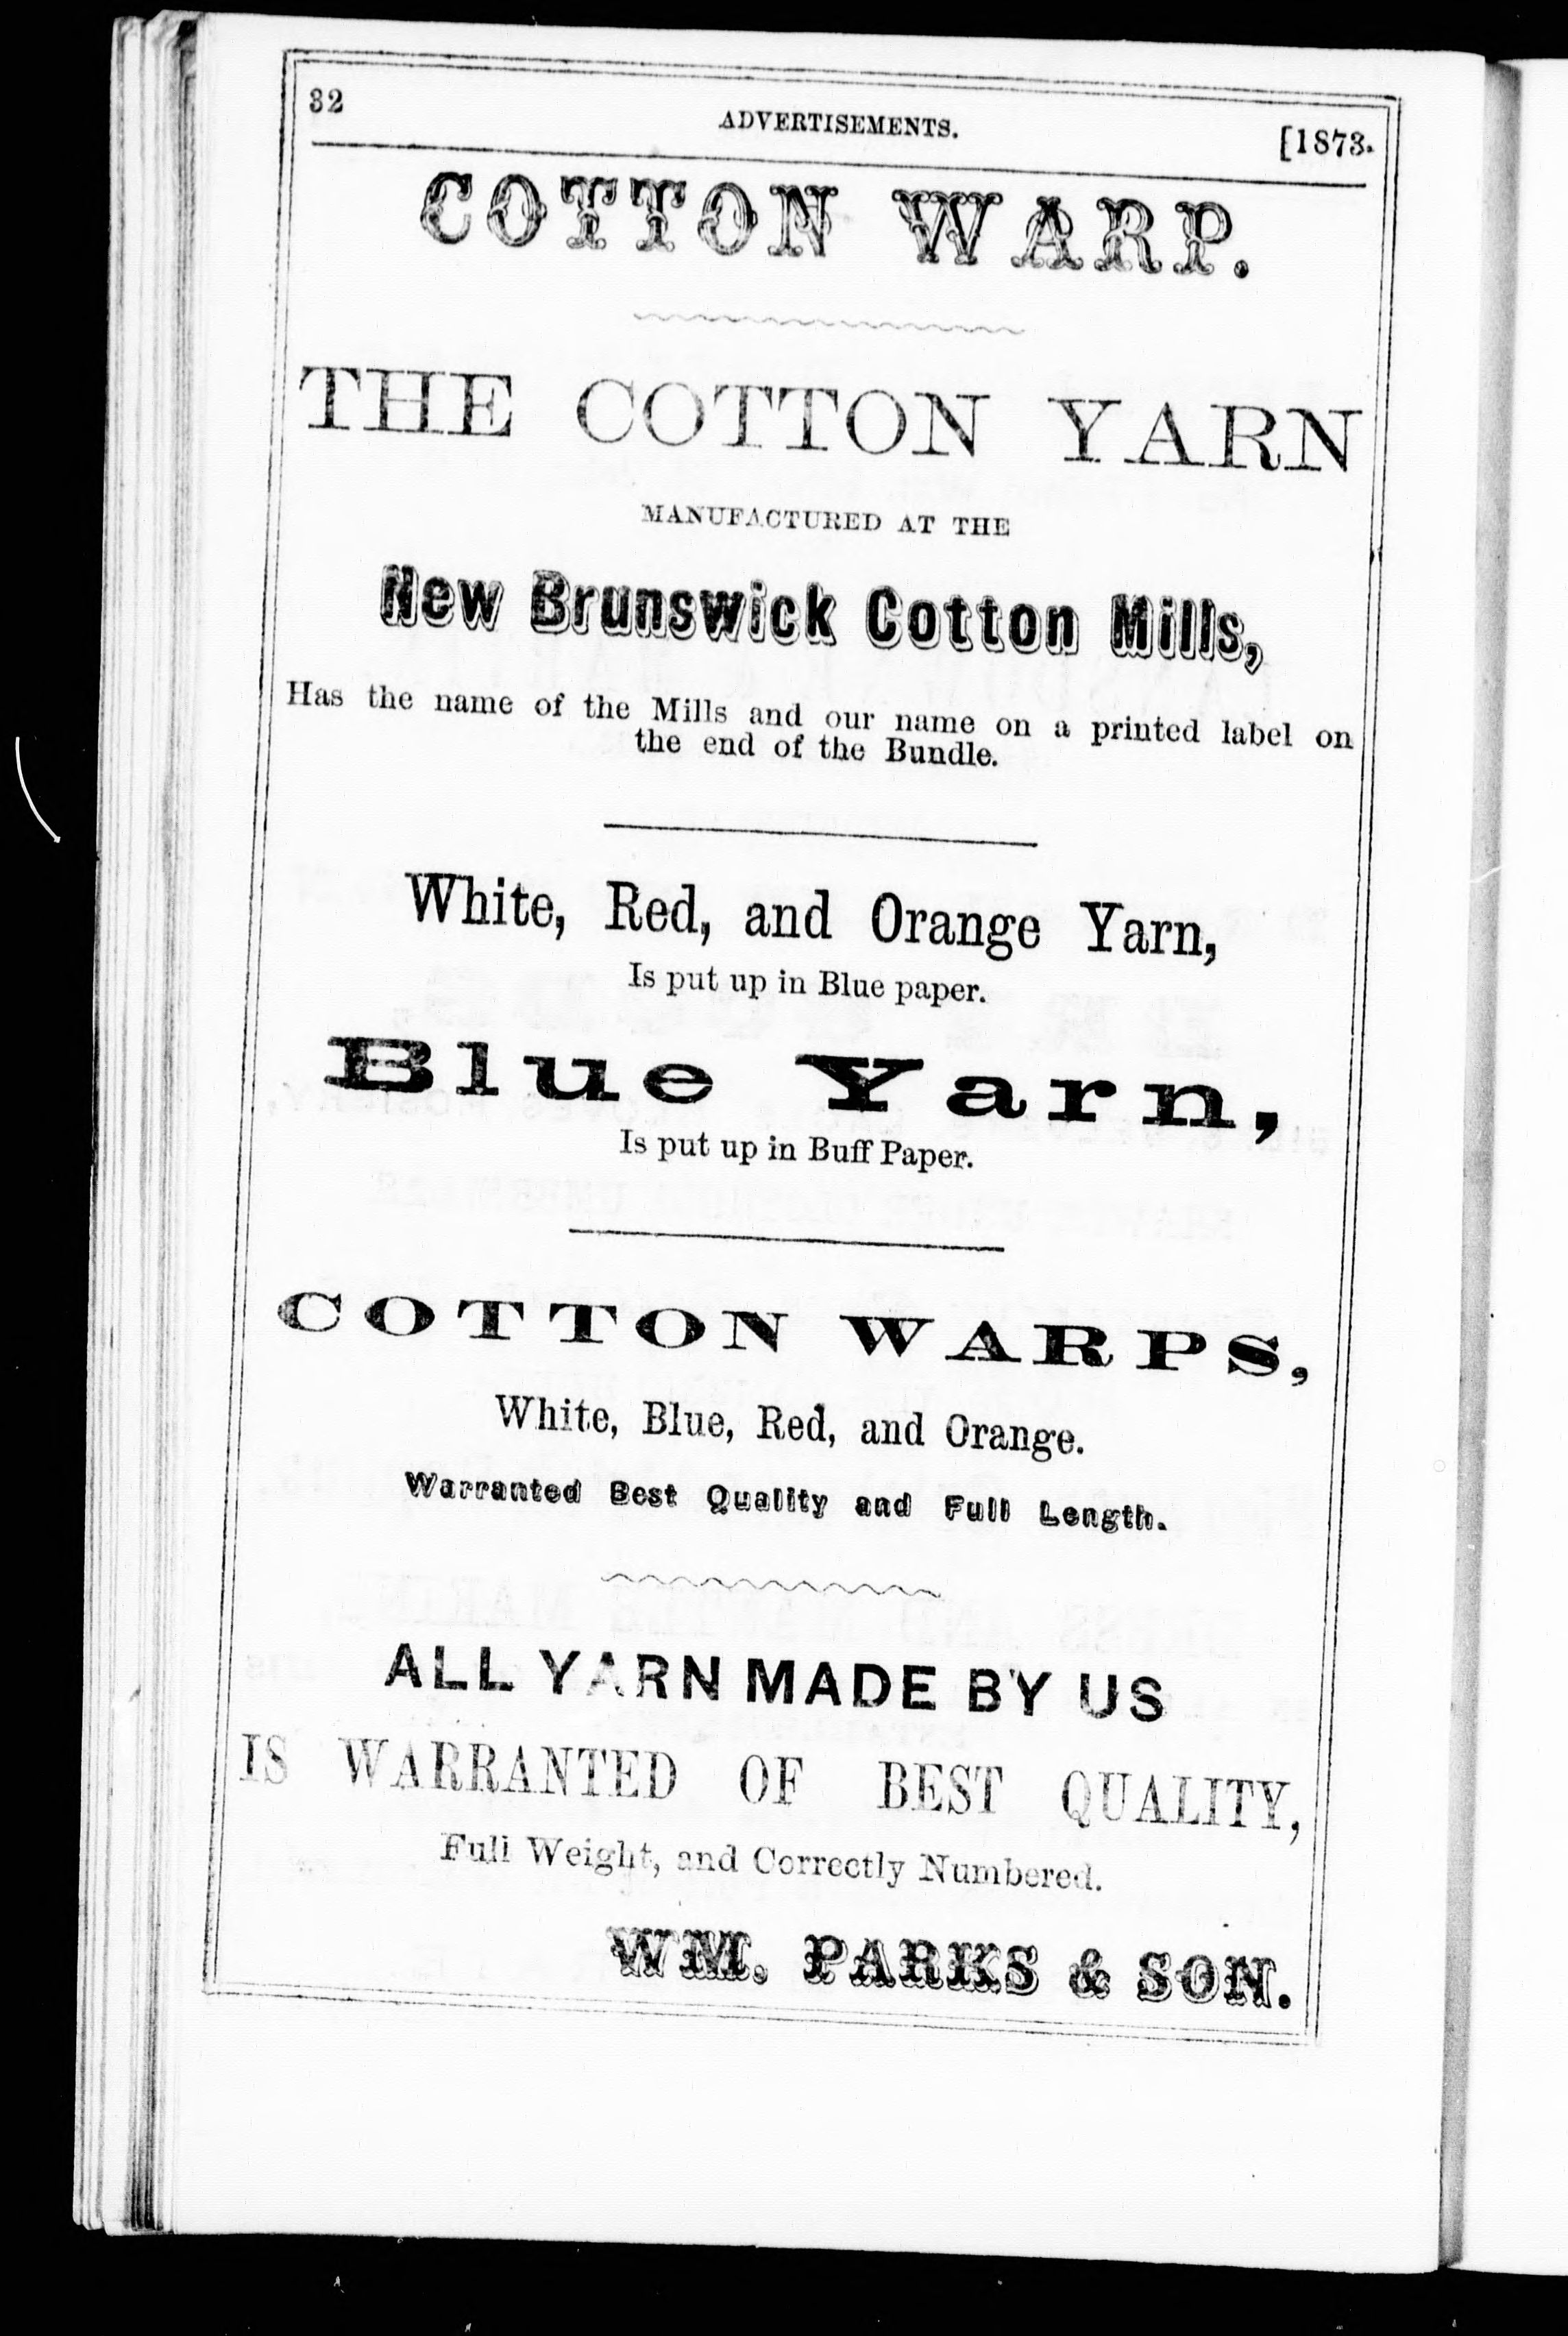 32 ADVERTISEMENTS. [1873.
COTTON WARP.
THE COTTON YARN
MANUFACTURED AT THE
New Brunswick Cotton Mills,
Has the name of the Mills and our name on a printed label on
the end of the Bundle.
White, Red, and Orange Yarn,
Is put up in Blue paper.
Blue Yarn,
Is put up in Buff Paper.
COTTON WARPS,
White, Blue, Red, and Orange.
Warranted Best Quality and Full Length.
ALL YARN MADE BY US
IS WARRANTED OF BEST QUALITY,
Full Weight, and Correctly Numbered.
WM. PARKS & SON.